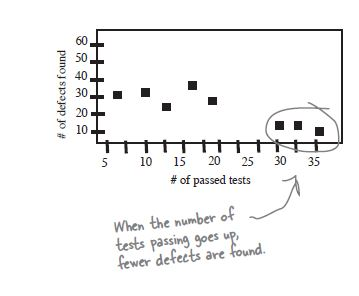 # of defects found
60
50
40
30
20
10
5 10 15 20 25 30 35
# of passed tests
When the number of
tests passing goes up,
fewer defects are found.